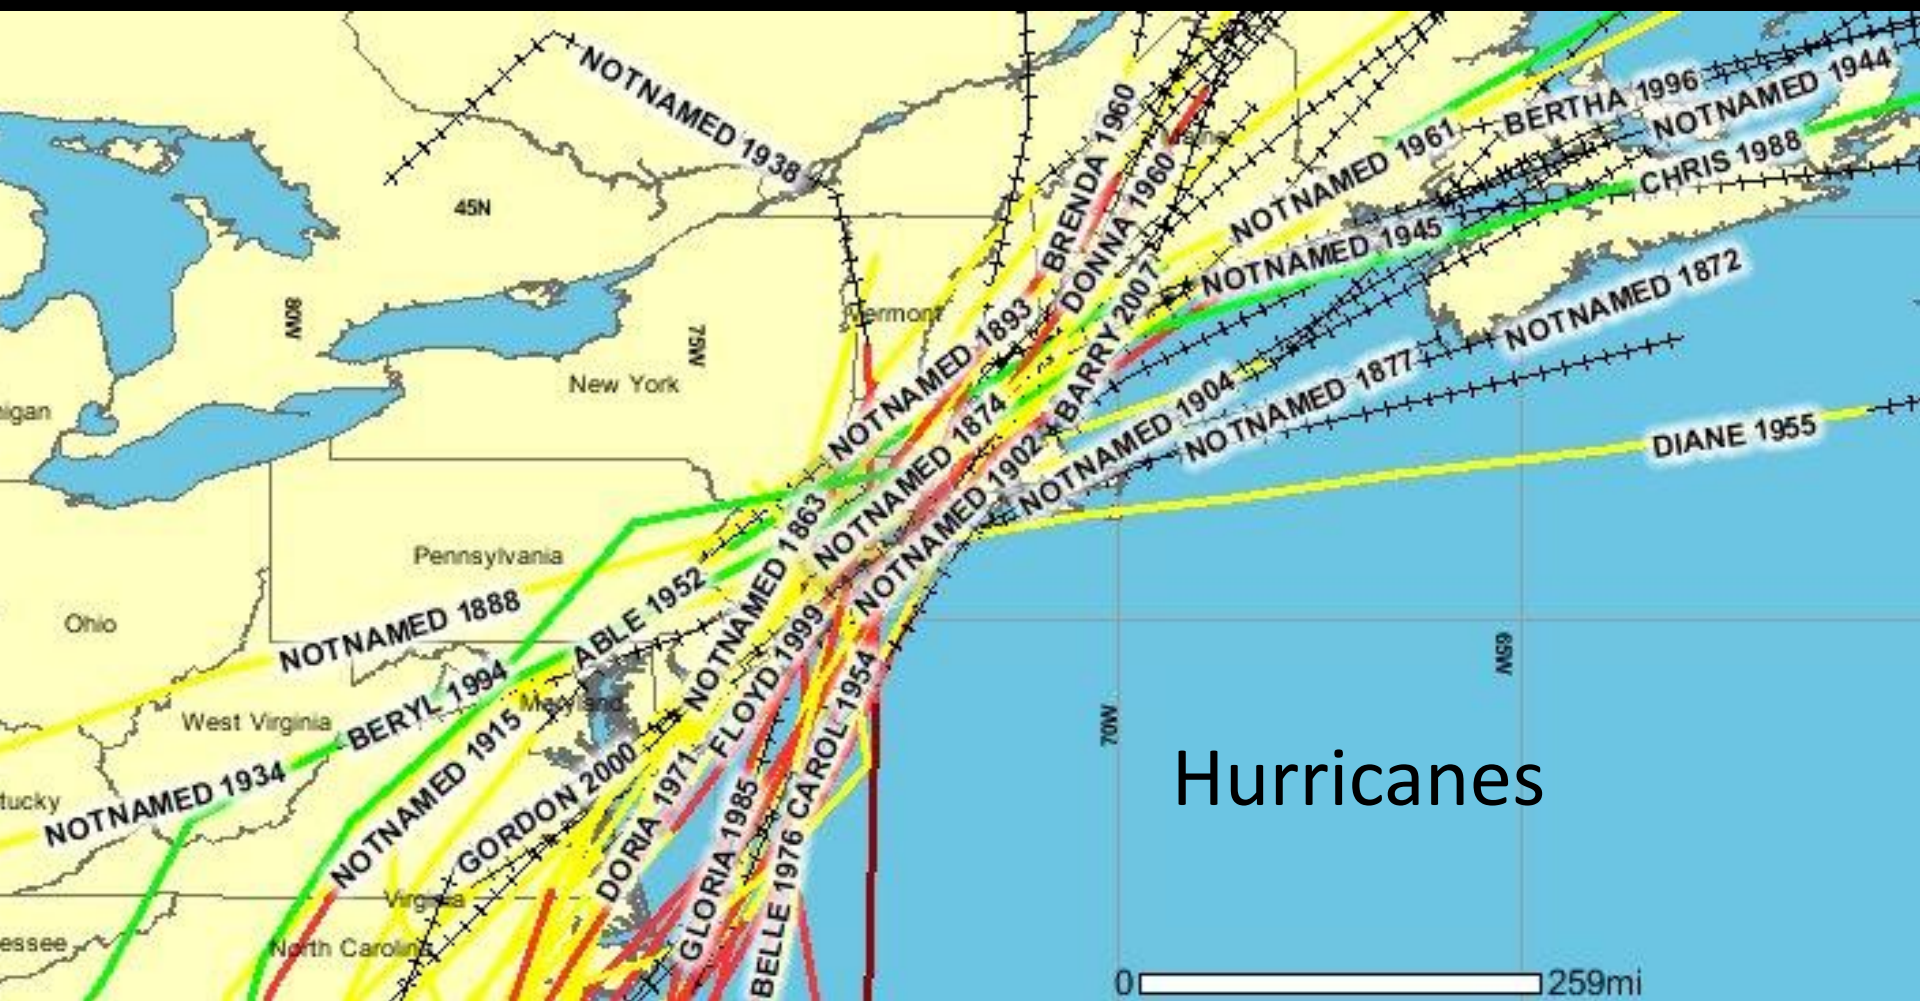 NOTNAMED 1938
BERTHA 1996
NOTNAMED 1944
BRENDA 1960
NOTNAMED 1961
CHRIS 1988
DONNA 1960
45N
NOTNAMED 1945
NOTNAMED 1872
80W
75W
Vermont
NOTNAMED 1893
BARRY 2007
NOTNAMED 1904
NOTNAMED 1877
New York
DIANE 1955
NOTNAMED 1874
NOTNAMED 1902
igan
Pennsylvania
NOTNAMED 1863
NOTNAMED 1888
ABLE 1952
Ohio
65W
FLOYD 1999
CAROL 1954
BERYL 1994
Maryland
West Virginia
70W
NOTNAMED 1915
GORDON 2000
DORIA 1971
NOTNAMED 1934
tucky
GLORIA 1985
BELLE 1976
Hurricanes
Virginia
essee
North Carolina
0
259mi